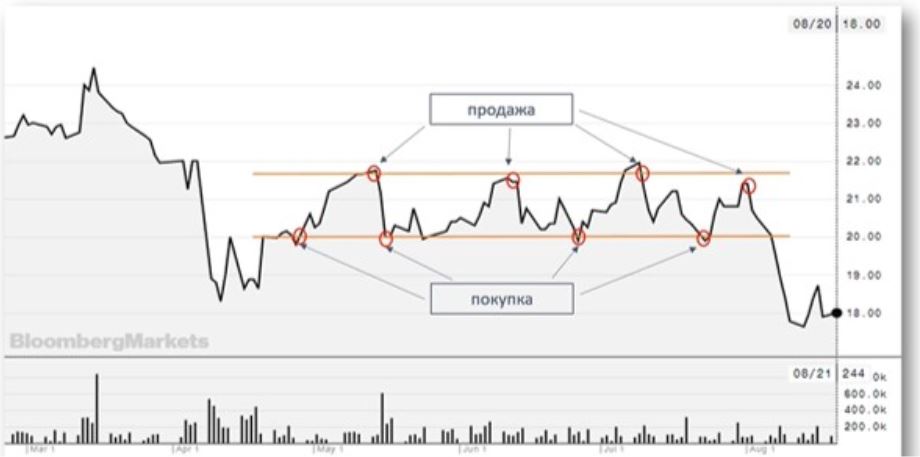 08/20 18.00
24.00
продажа
23.00
22.00
21.00
20.00
19.00
покупка
18.00
BloombergMarkets
08/21 244 0k
600.0k
400.0k
200.0k
Mar 1 Apr 1 May 1 Jun 1 Jul 1 Aug 1